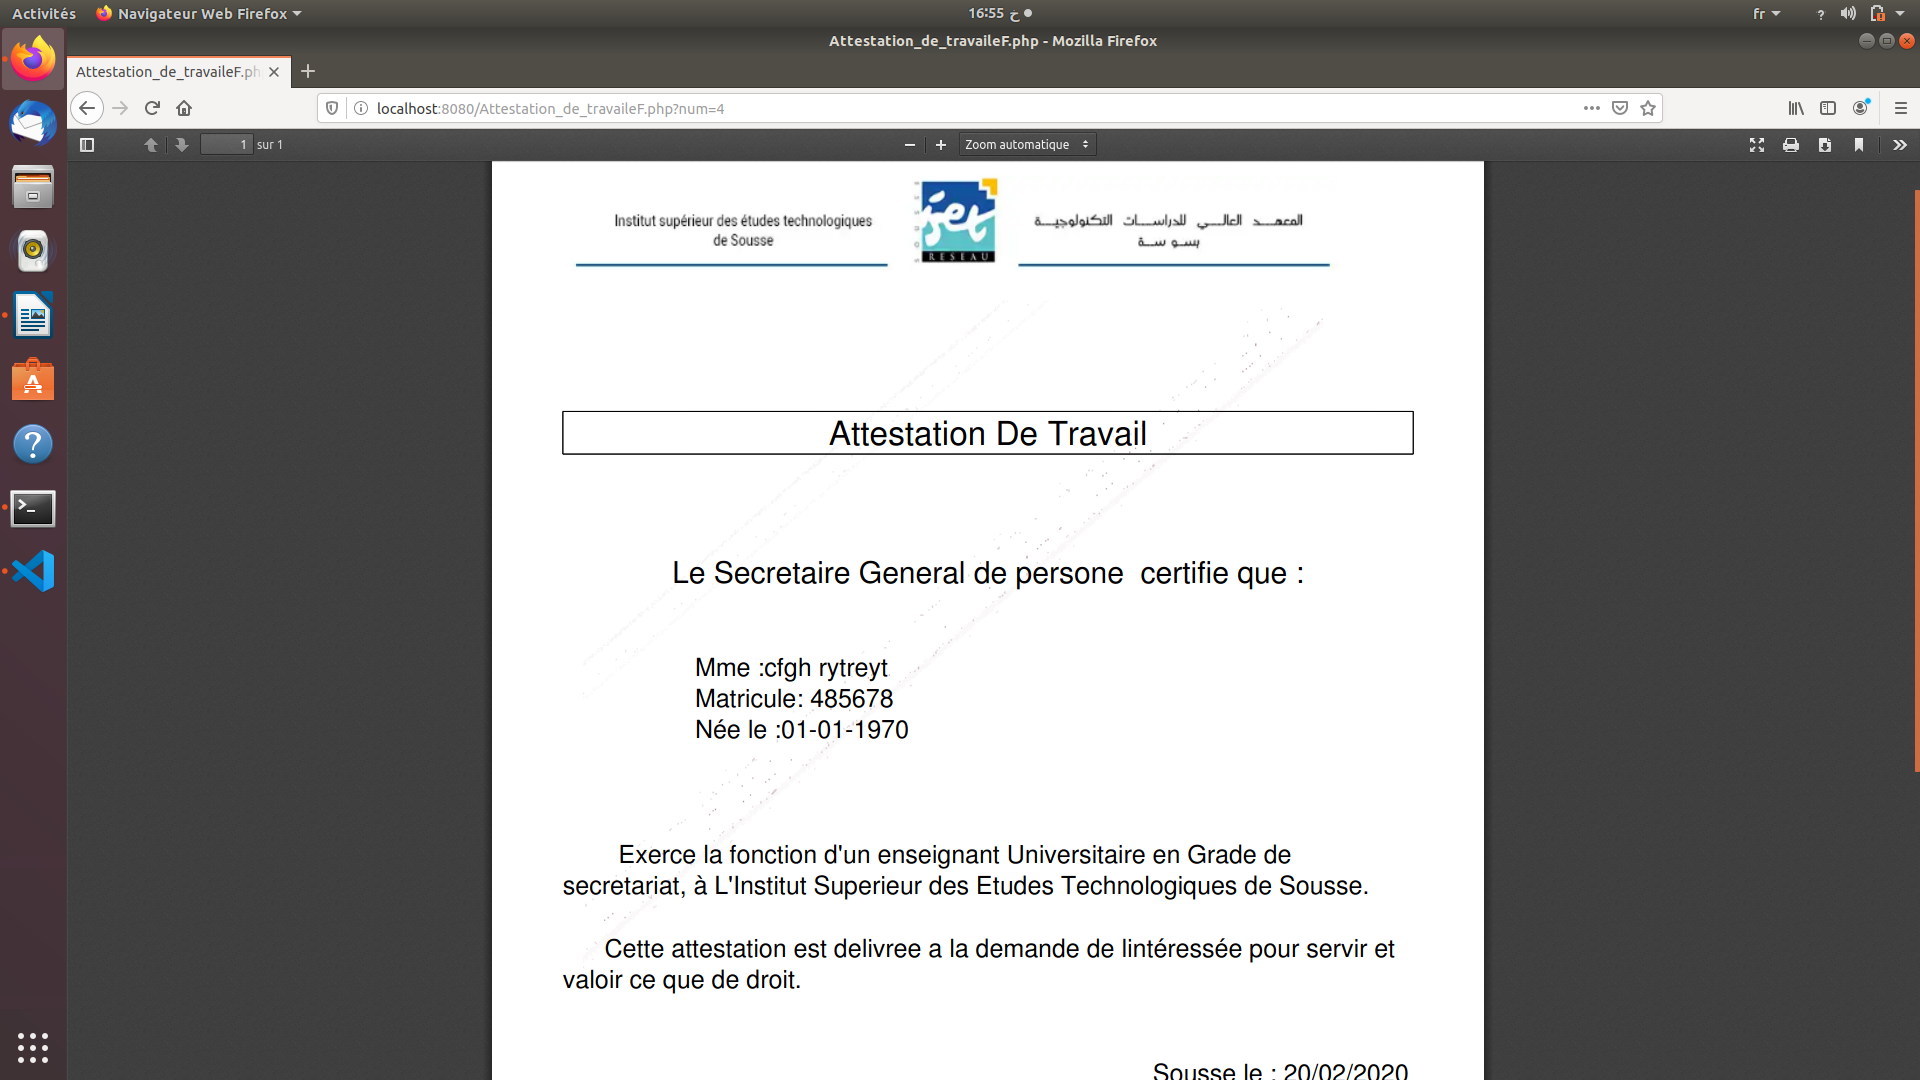 Activités
Navigateur Web Firefox
16:55 خ
fr
Attestation_de_travaileF.php - Mozilla Firefox
Attestation_de_travaileF.ph
localhost:8080/Attestation_de_travaileF.php?num=4
1 sur 1
Zoom automatique
Institut supérieur des études technologiques
de Sousse
iset
RESEAU
المعهد العالي للدراسات التكنولوجية
بسوسة
Attestation De Travail
Le Secretaire General de persone certifie que :
Mme :cfgh rytreyt
Matricule: 485678
Née le :01-01-1970
Exerce la fonction d'un enseignant Universitaire en Grade de
secretariat, à L'Institut Superieur des Etudes Technologiques de Sousse.
Cette attestation est delivree a la demande de lintéressée pour servir et
valoir ce que de droit.
Sousse le : 20/02/2020